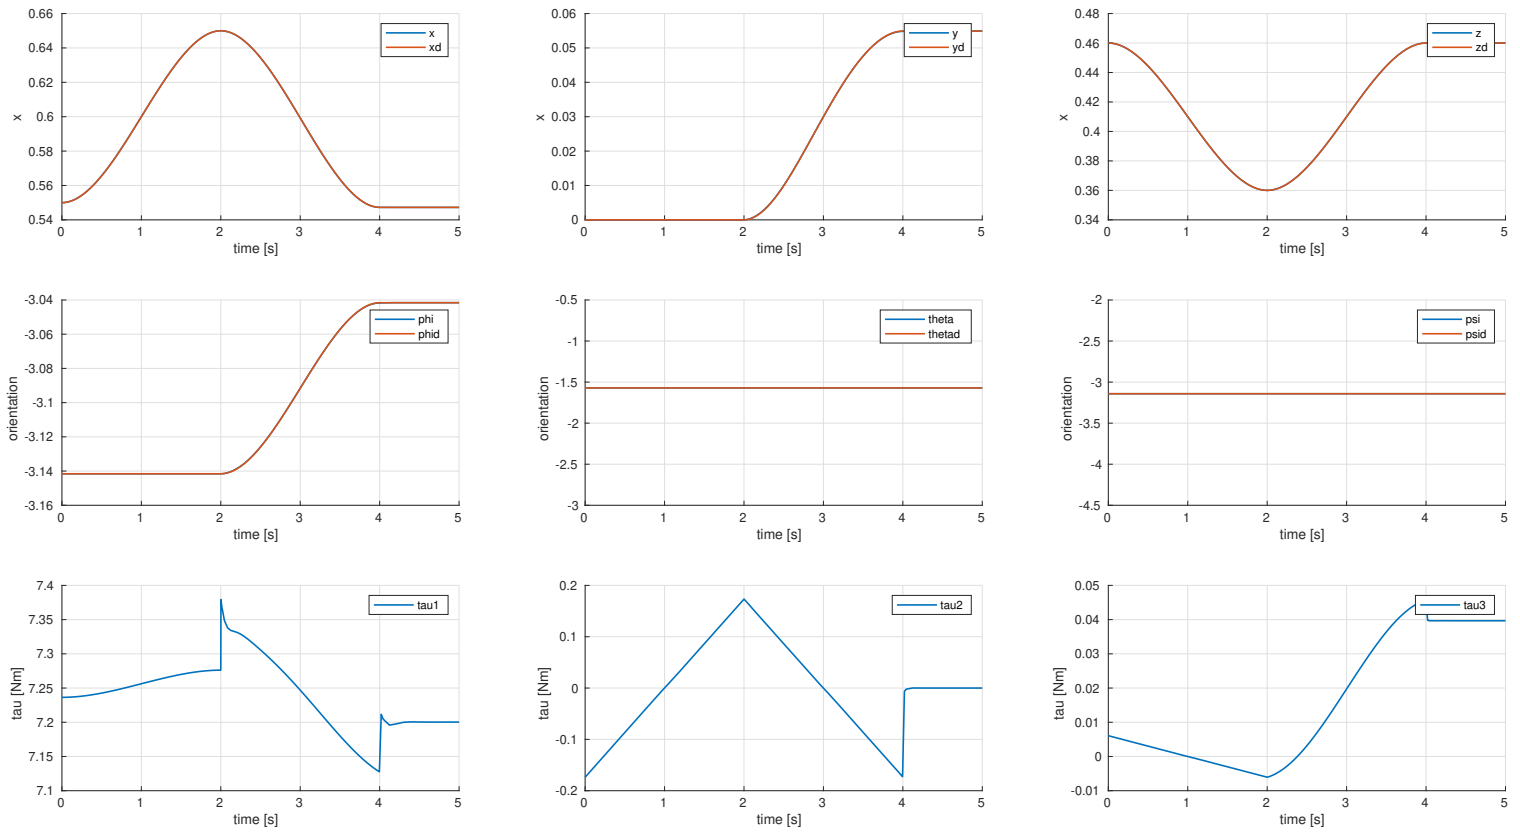 0.66
0.64
0.62
0.6
0.58
0.56
0.54
x
x
xd
0 1 2 3 4 5
time [s]
0.06
0.05
0.04
0.03
0.02
0.01
0
x
y
yd
0 1 2 3 4 5
time [s]
0.48
0.46
0.44
0.42
0.4
0.38
0.36
0.34
x
z
zd
0 1 2 3 4 5
time [s]
-3.04
-3.06
-3.08
-3.1
-3.12
-3.14
-3.16
orientation
phi
phid
0 1 2 3 4 5
time [s]
-0.5
-1
-1.5
-2
-2.5
-3
orientation
theta
thetad
0 1 2 3 4 5
time [s]
-2
-2.5
-3
-3.5
-4
-4.5
orientation
psi
psid
0 1 2 3 4 5
time [s]
7.4
7.35
7.3
7.25
7.2
7.15
7.1
tau [Nm]
tau1
0 1 2 3 4 5
time [s]
0.2
0.1
0
-0.1
-0.2
tau [Nm]
tau2
0 1 2 3 4 5
time [s]
0.05
0.04
0.03
0.02
0.01
0
-0.01
tau [Nm]
tau3
0 1 2 3 4 5
time [s]